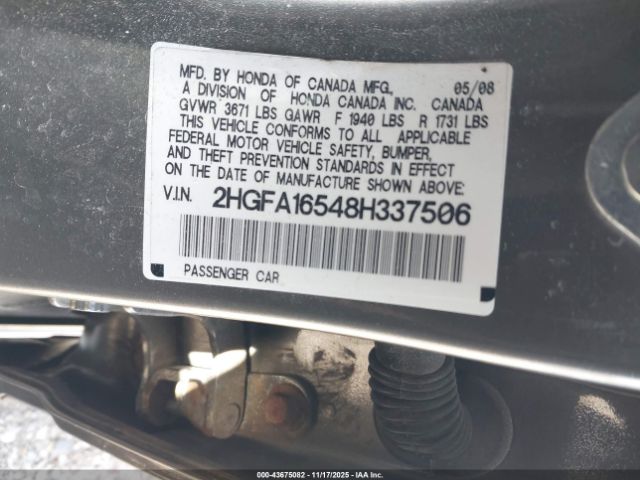 MFD. BY HONDA OF CANADA MFG., 05/08
A DIVISION OF HONDA CANADA INC. CANADA
GVWR 3671 LBS GAWR F 1940 LBS R 1731 LBS
THIS VEHICLE CONFORMS TO ALL APPLICABLE
FEDERAL MOTOR VEHICLE SAFETY, BUMPER,
AND THEFT PREVENTION STANDARDS IN EFFECT
ON THE DATE OF MANUFACTURE SHOWN ABOVE:
V.I.N. 2HGFA16548H337506
PASSENGER CAR
000-43675082 - 11/17/2025 - IAAI HOLDINGS, INC.